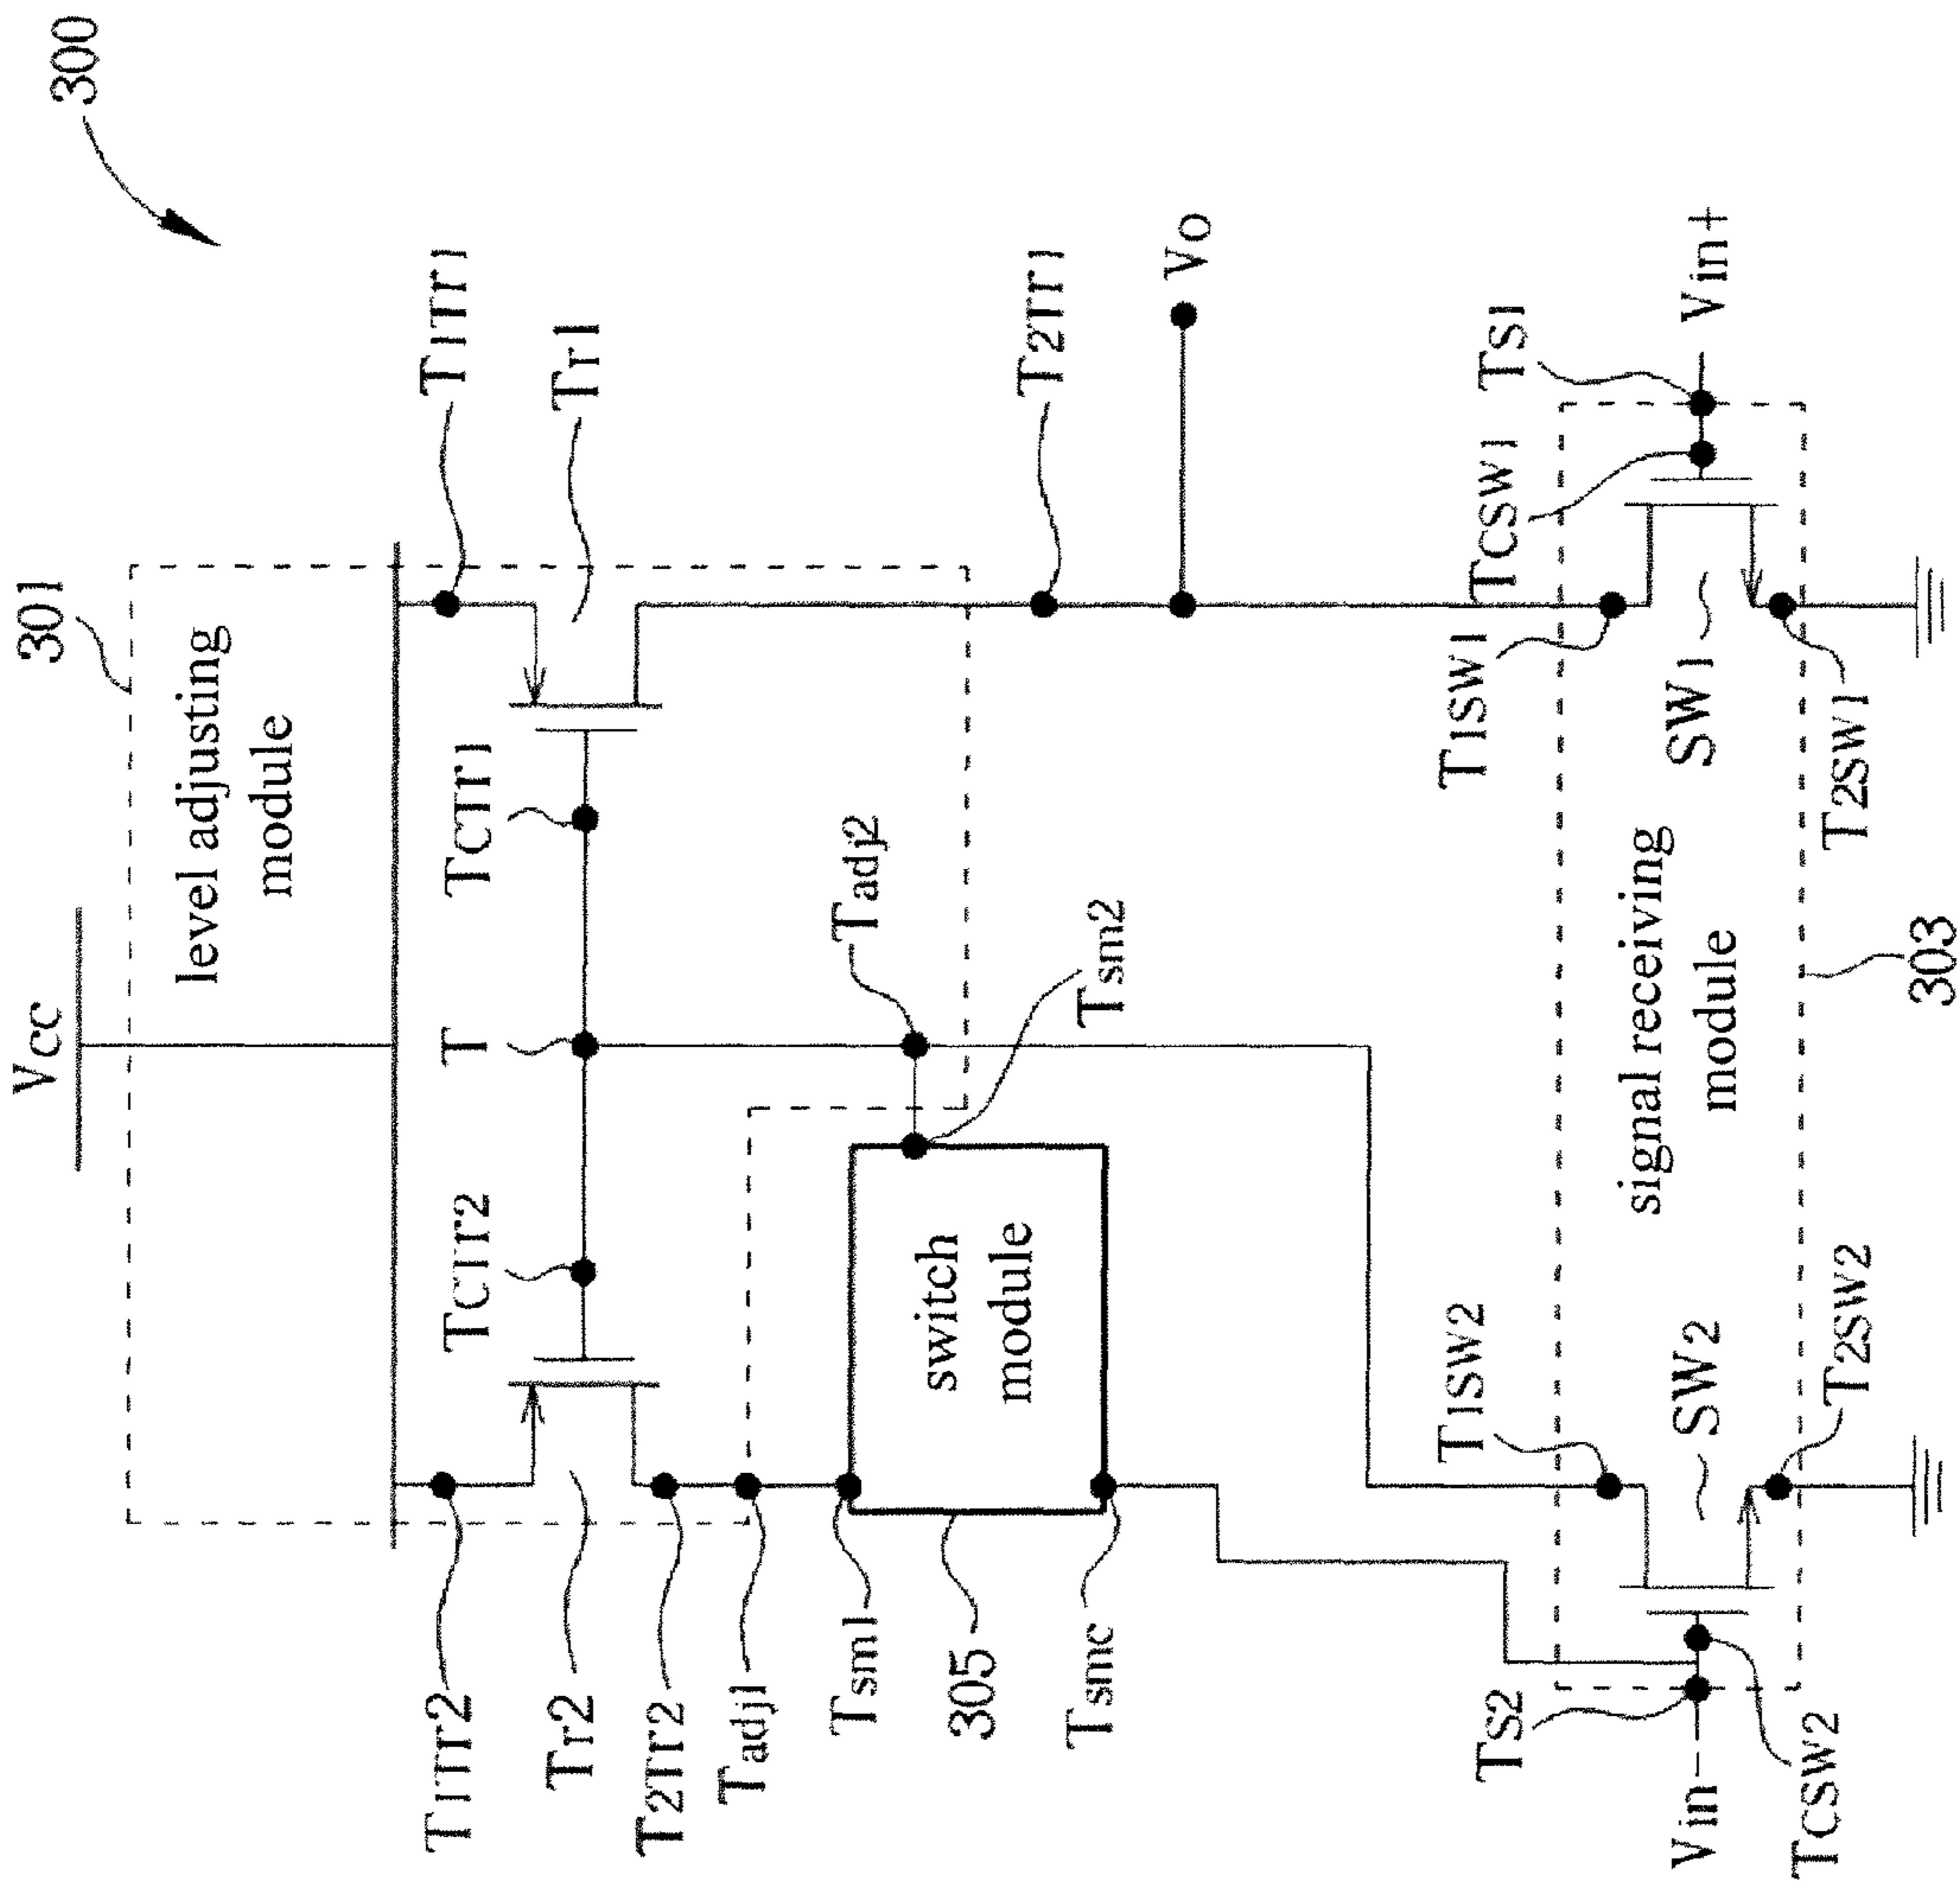 300
Vcc
301
level adjusting
module
T1Tr2
T1Tr1
Tr2
TCTr2
T
TCTr1
Tr1
T2Tr2
Tadj1
Tadj2
T2Tr1
Tsm1
switch
module
Tsm2
305
Tsmc
Vo
T1SW2
T1SW1
TCSW1
TS1
TS2
Vin-
SW2
signal receiving
module
SW1
Vin+
TCSW2
T2SW2
303
T2SW1